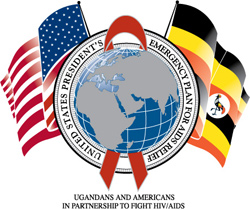 UNITED STATES PRESIDENT'S EMERGENCY PLAN FOR AIDS RELIEF
UGANDANS AND AMERICANS
IN PARTNERSHIP TO FIGHT HIV/AIDS